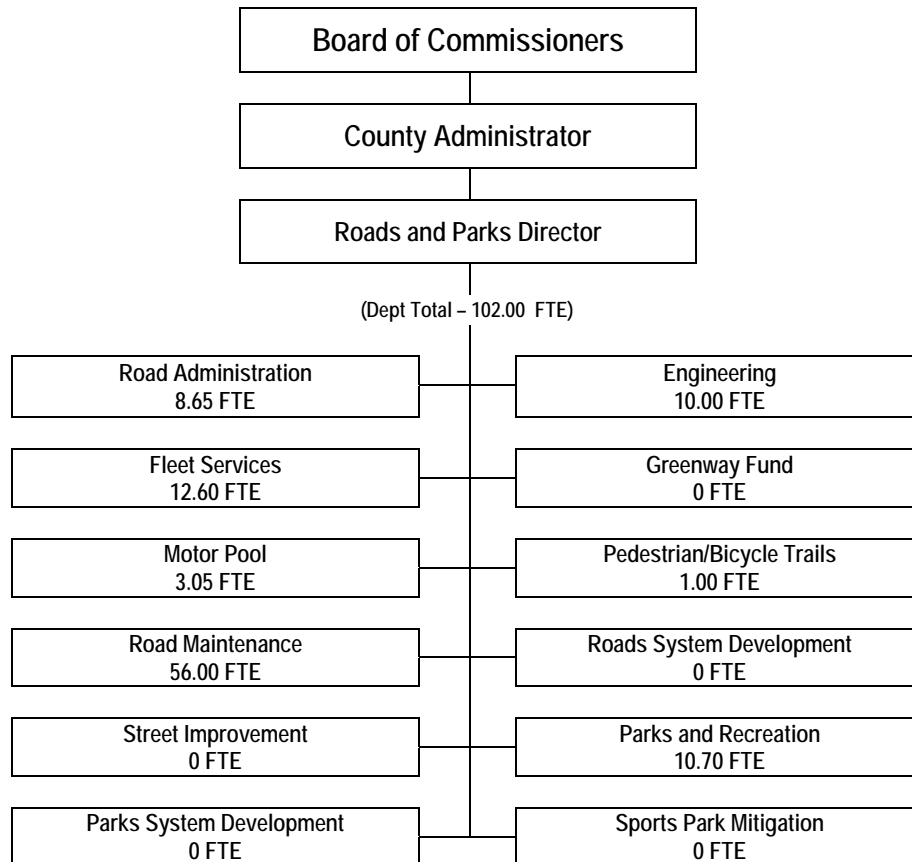 Board of Commissioners
County Administrator
Roads and Parks Director
(Dept Total – 102.00 FTE)
Road Administration
8.65 FTE
Engineering
10.00 FTE
Fleet Services
12.60 FTE
Greenway Fund
0 FTE
Motor Pool
3.05 FTE
Pedestrian/Bicycle Trails
1.00 FTE
Road Maintenance
56.00 FTE
Roads System Development
0 FTE
Street Improvement
0 FTE
Parks and Recreation
10.70 FTE
Parks System Development
0 FTE
Sports Park Mitigation
0 FTE